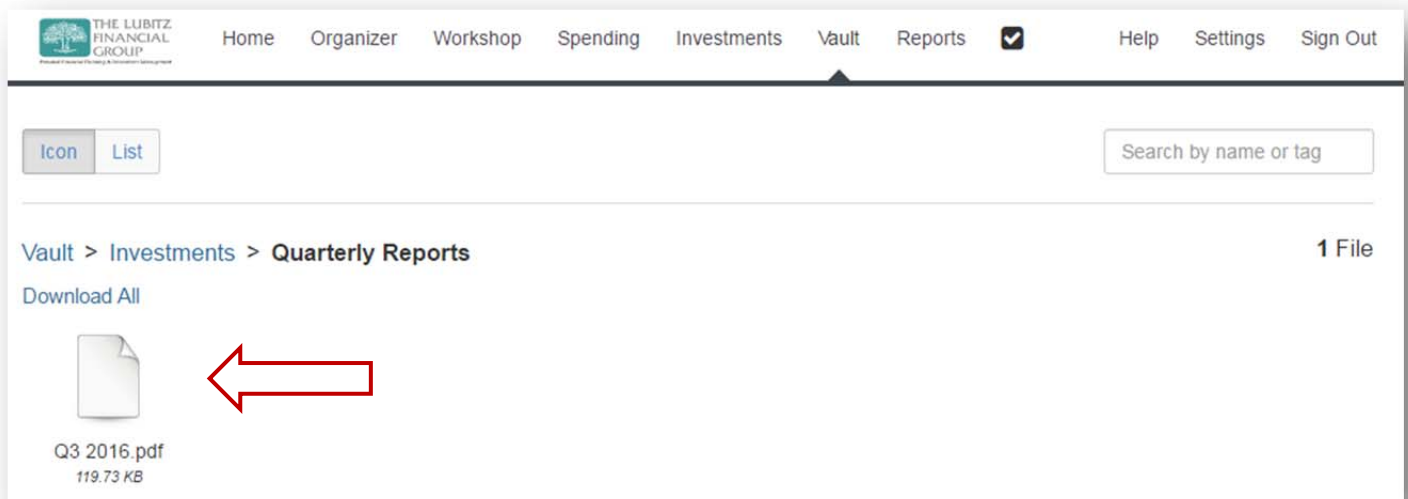 THE LUBITZ
FINANCIAL
GROUP
Home Organizer Workshop Spending Investments Vault Reports Help Settings Sign Out
Icon List Search by name or tag
Vault > Investments > Quarterly Reports 1 File
Download All
Q3 2016.pdf
119.73 KB